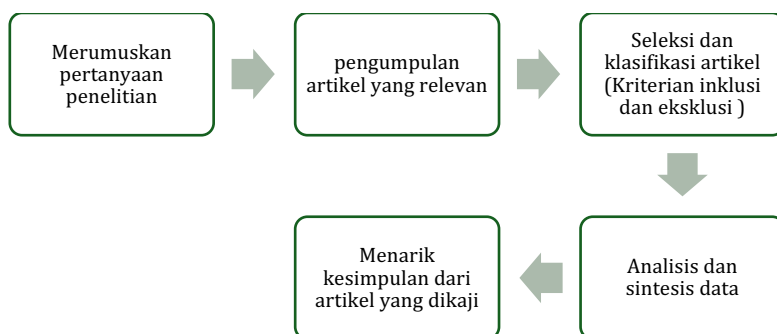 Merumuskan
pertanyaan
penelitian
pengumpulan
artikel yang relevan
Seleksi dan
klasifikasi artikel
(Kriterian inklusi
dan eksklusi )
Analisis dan
sintesis data
Menarik
kesimpulan dari
artikel yang dikaji